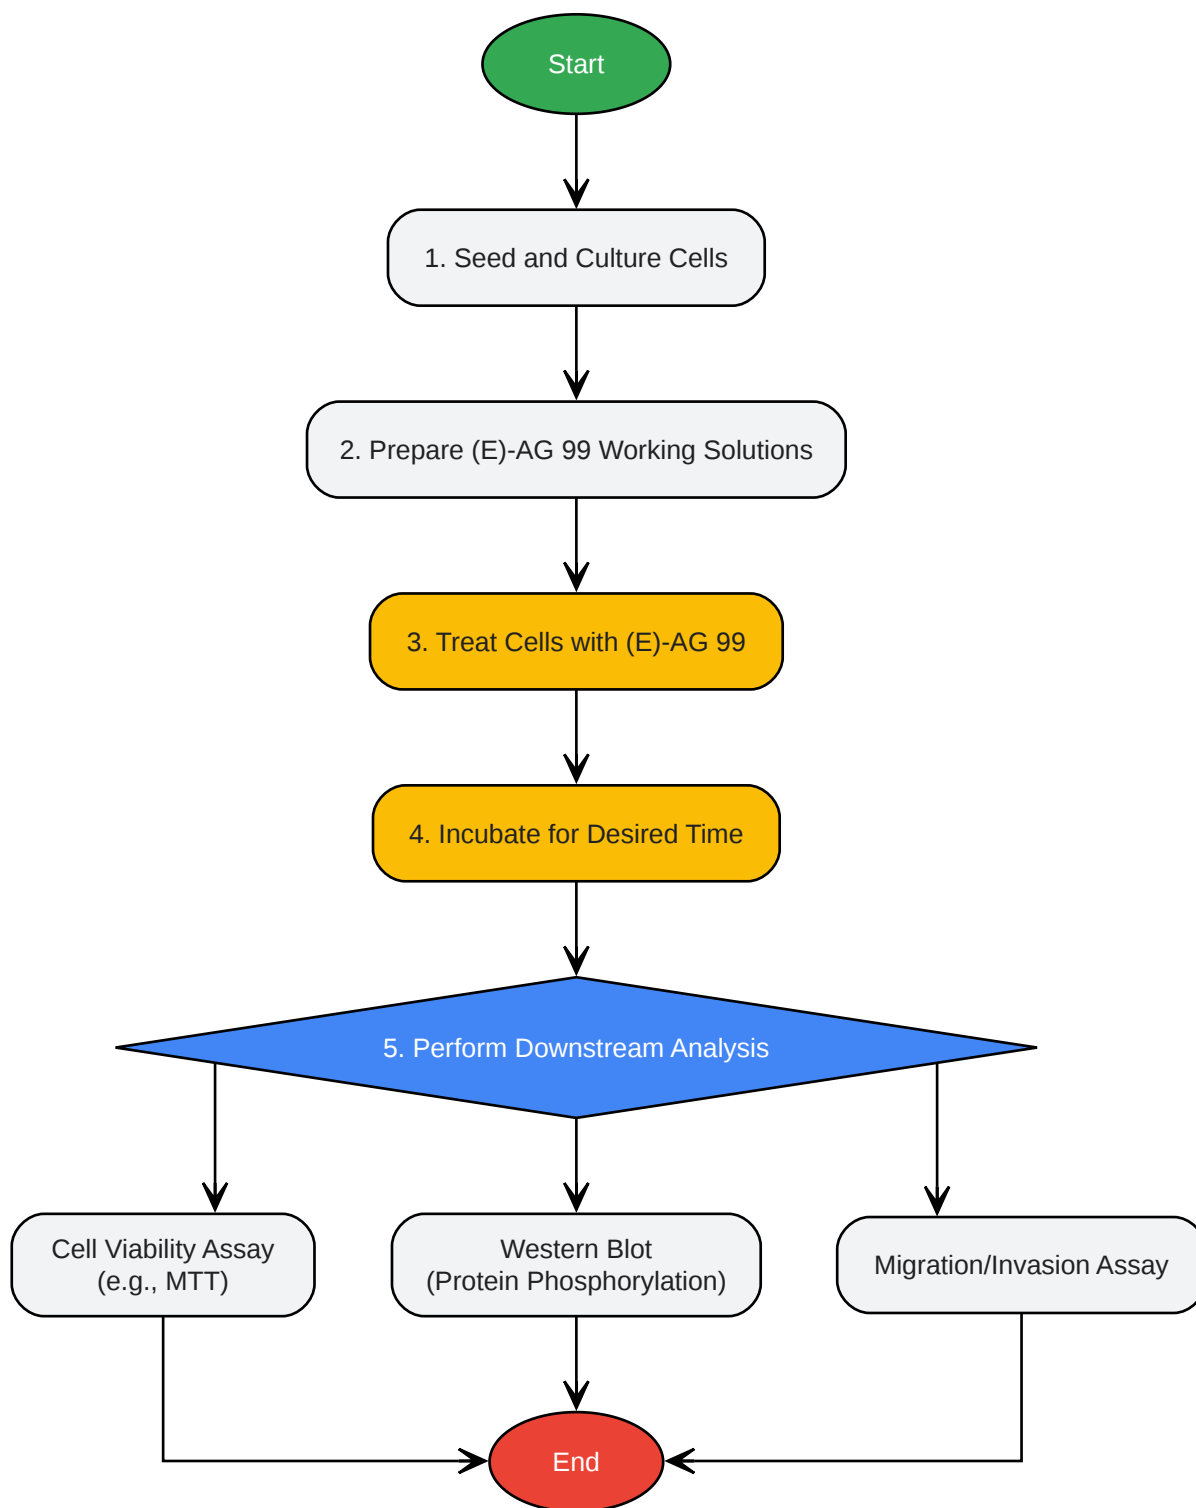 Start
1. Seed and Culture Cells
2. Prepare (E)-AG 99 Working Solutions
3. Treat Cells with (E)-AG 99
4. Incubate for Desired Time
5. Perform Downstream Analysis
Cell Viability Assay
(e.g., MTT)
Western Blot
(Protein Phosphorylation)
Migration/Invasion Assay
End